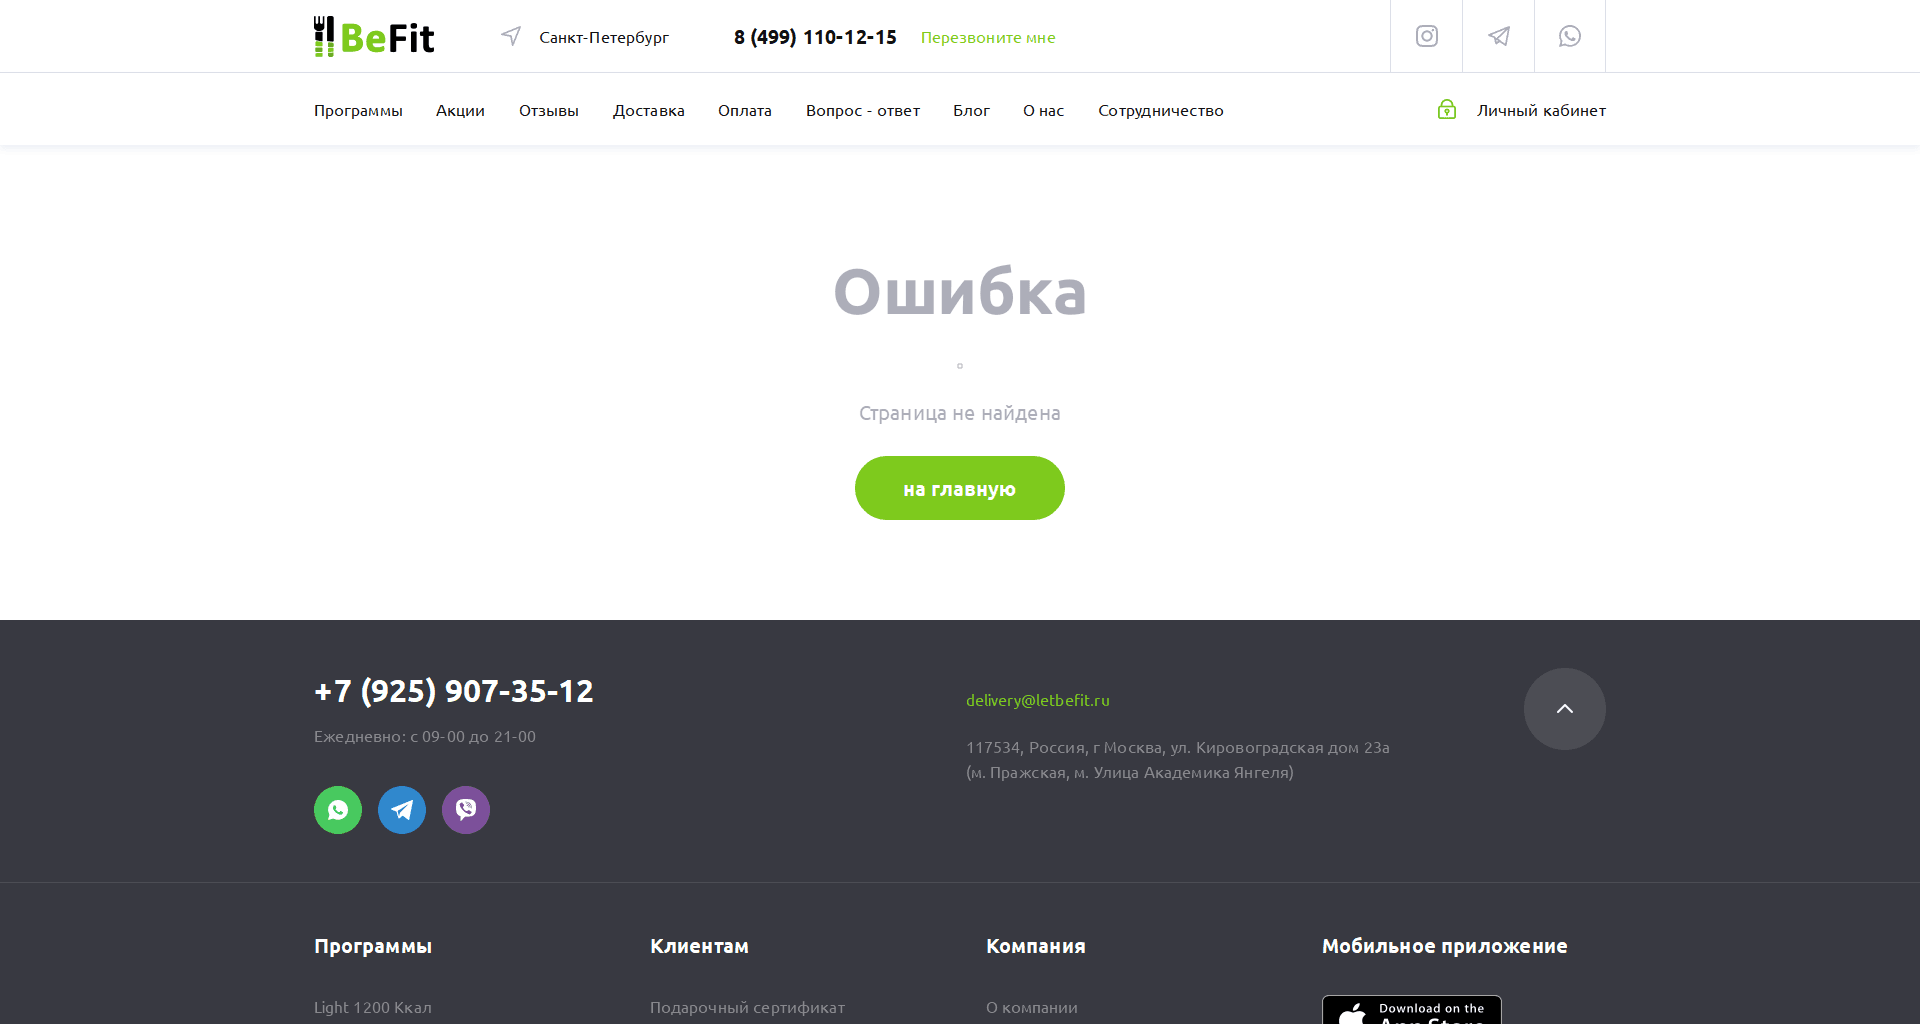 BeFit
Санкт-Петербург
8 (499) 110-12-15
Перезвоните мне
Программы
Акции
Отзывы
Доставка
Оплата
Вопрос - ответ
Блог
О нас
Сотрудничество
Личный кабинет
Ошибка
Страница не найдена
на главную
+7 (925) 907-35-12
Ежедневно: с 09-00 до 21-00
delivery@letbefit.ru
117534, Россия, г Москва, ул. Кировоградская дом 23а
(м. Пражская, м. Улица Академика Янгеля)
Программы
Клиентам
Компания
Мобильное приложение
Light 1200 Ккал
Подарочный сертификат
О компании
Download on the
App Store